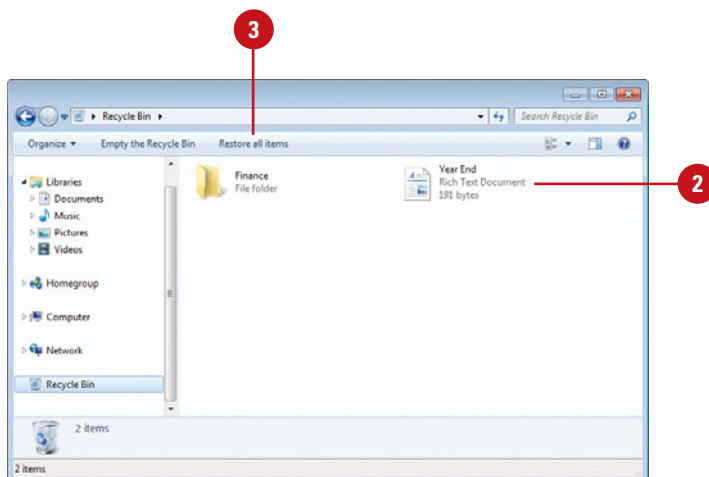 3
Recycle Bin
Search Recycle Bin
Organize
Empty the Recycle Bin
Restore all items
Libraries
Documents
Music
Pictures
Videos
Homegroup
Computer
Network
Recycle Bin
Finance
File folder
Year End
Rich Text Document
191 bytes
2
2 items
2 items